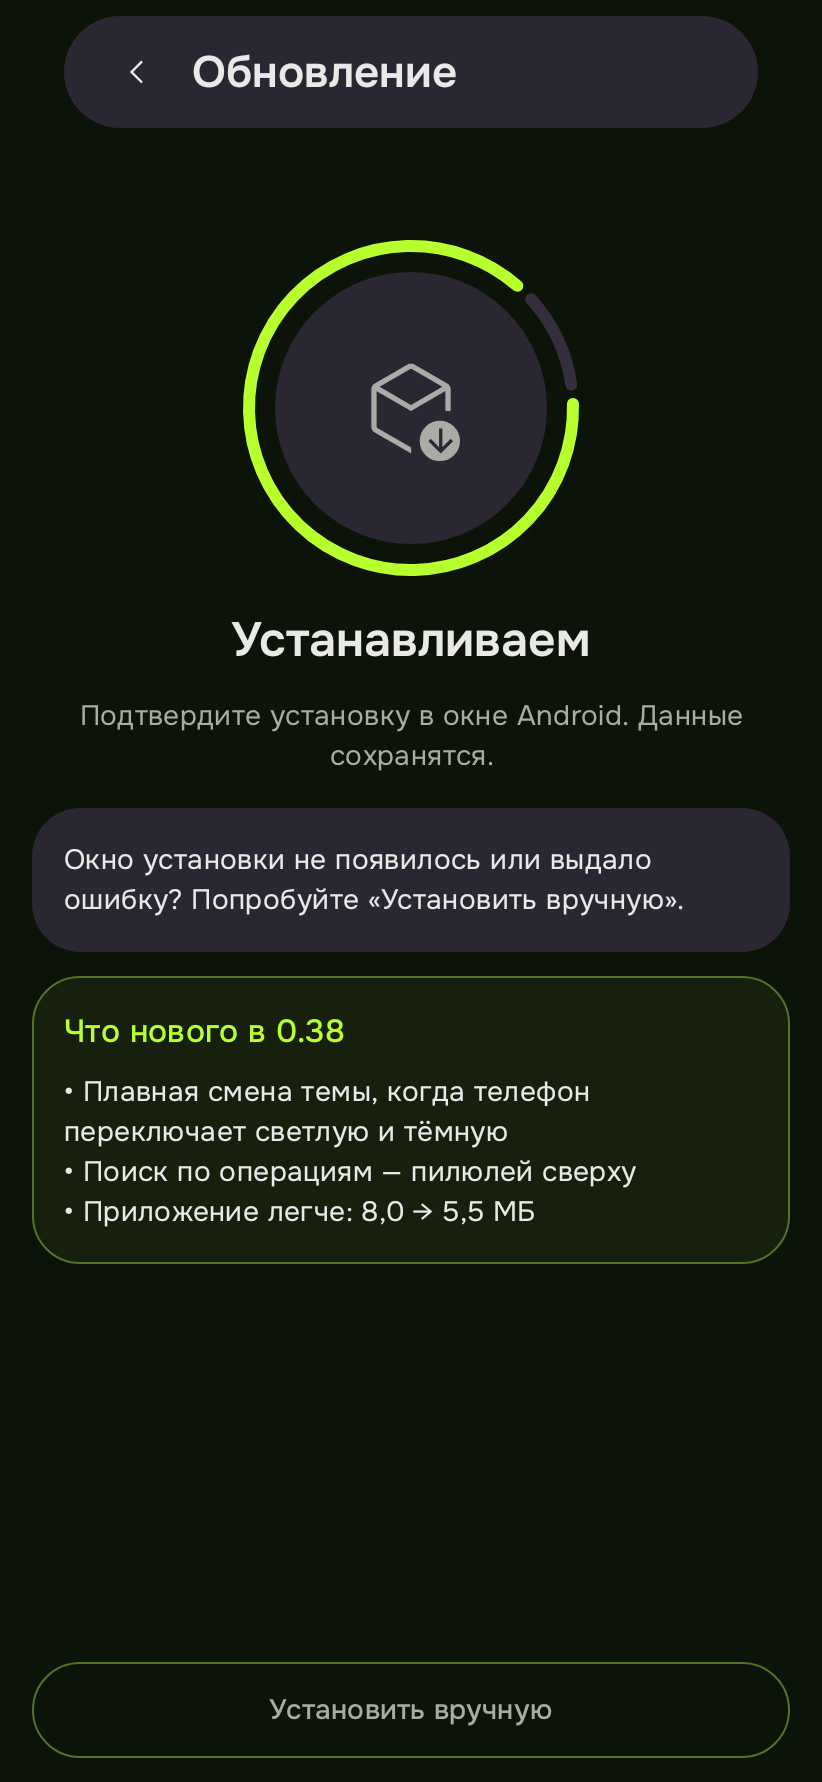 Обновление
Устанавливаем
Подтвердите установку в окне Android. Данные
сохранятся.
Окно установки не появилось или выдало
ошибку? Попробуйте «Установить вручную».
Что нового в 0.38
• Плавная смена темы, когда телефон
переключает светлую и тёмную
• Поиск по операциям — пилюлей сверху
• Приложение легче: 8,0 → 5,5 МБ
Установить вручную